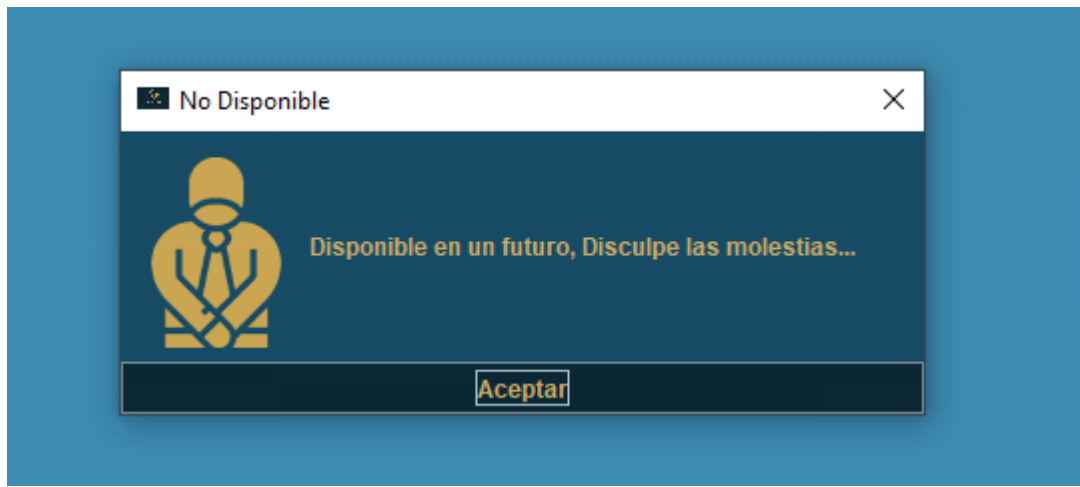 No Disponible
Disponible en un futuro, Disculpe las molestias...
Aceptar